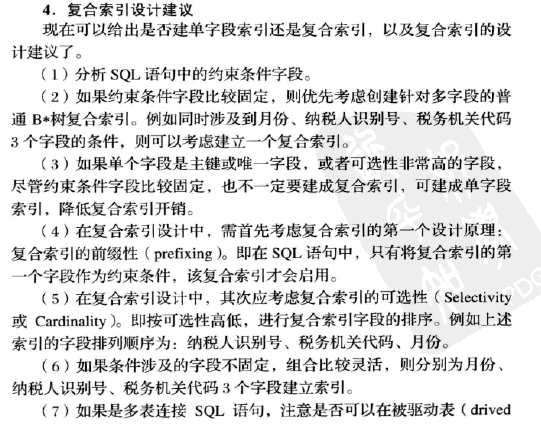 4．复合索引设计建议
现在可以给出是否建单字段索引还是复合索引，以及复合索引的设
计建议了。
（1）分析 SQL 语句中的约束条件字段。
（2）如果约束条件字段比较固定，则优先考虑创建针对多字段的普
通 B*树复合索引。例如同时涉及到月份、纳税人识别号、税务机关代码
3 个字段的条件，则可以考虑建立一个复合索引。
（3）如果单个字段是主键或唯一字段，或者可选性非常高的字段，
尽管约束条件字段比较固定，也不一定要建成复合索引，可建成单字段
索引，降低复合索引开销。
（4）在复合索引设计中，需首先考虑复合索引的第一个设计原理：
复合索引的前缀性（prefixing）。即在 SQL 语句中，只有将复合索引的第
一个字段作为约束条件，该复合索引才会启用。
（5）在复合索引设计中，其次应考虑复合索引的可选性（Selectivity
或 Cardinality）。即按可选性高低，进行复合索引字段的排序。例如上述
索引的字段排列顺序为：纳税人识别号、税务机关代码、月份。
（6）如果条件涉及的字段不固定，组合比较灵活，则分别为月份、
纳税人识别号、税务机关代码 3 个字段建立索引。
（7）如果是多表连接 SQL 语句，注意是否可以在被驱动表（drived
PDG